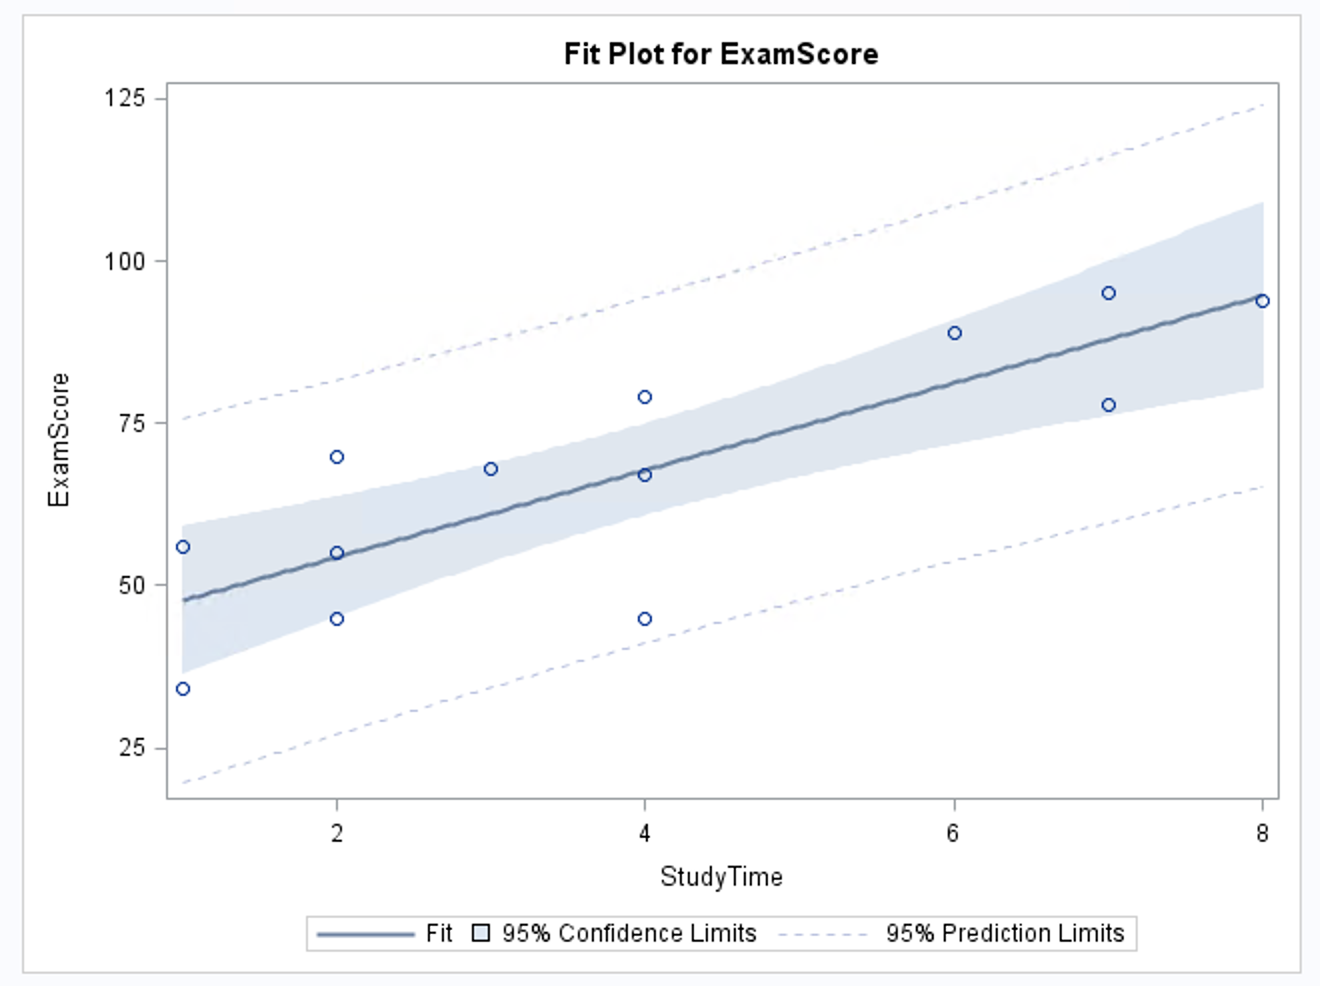 Fit Plot for ExamScore
125
100
75
50
25
ExamScore
2 4 6 8
StudyTime
Fit 95% Confidence Limits 95% Prediction Limits